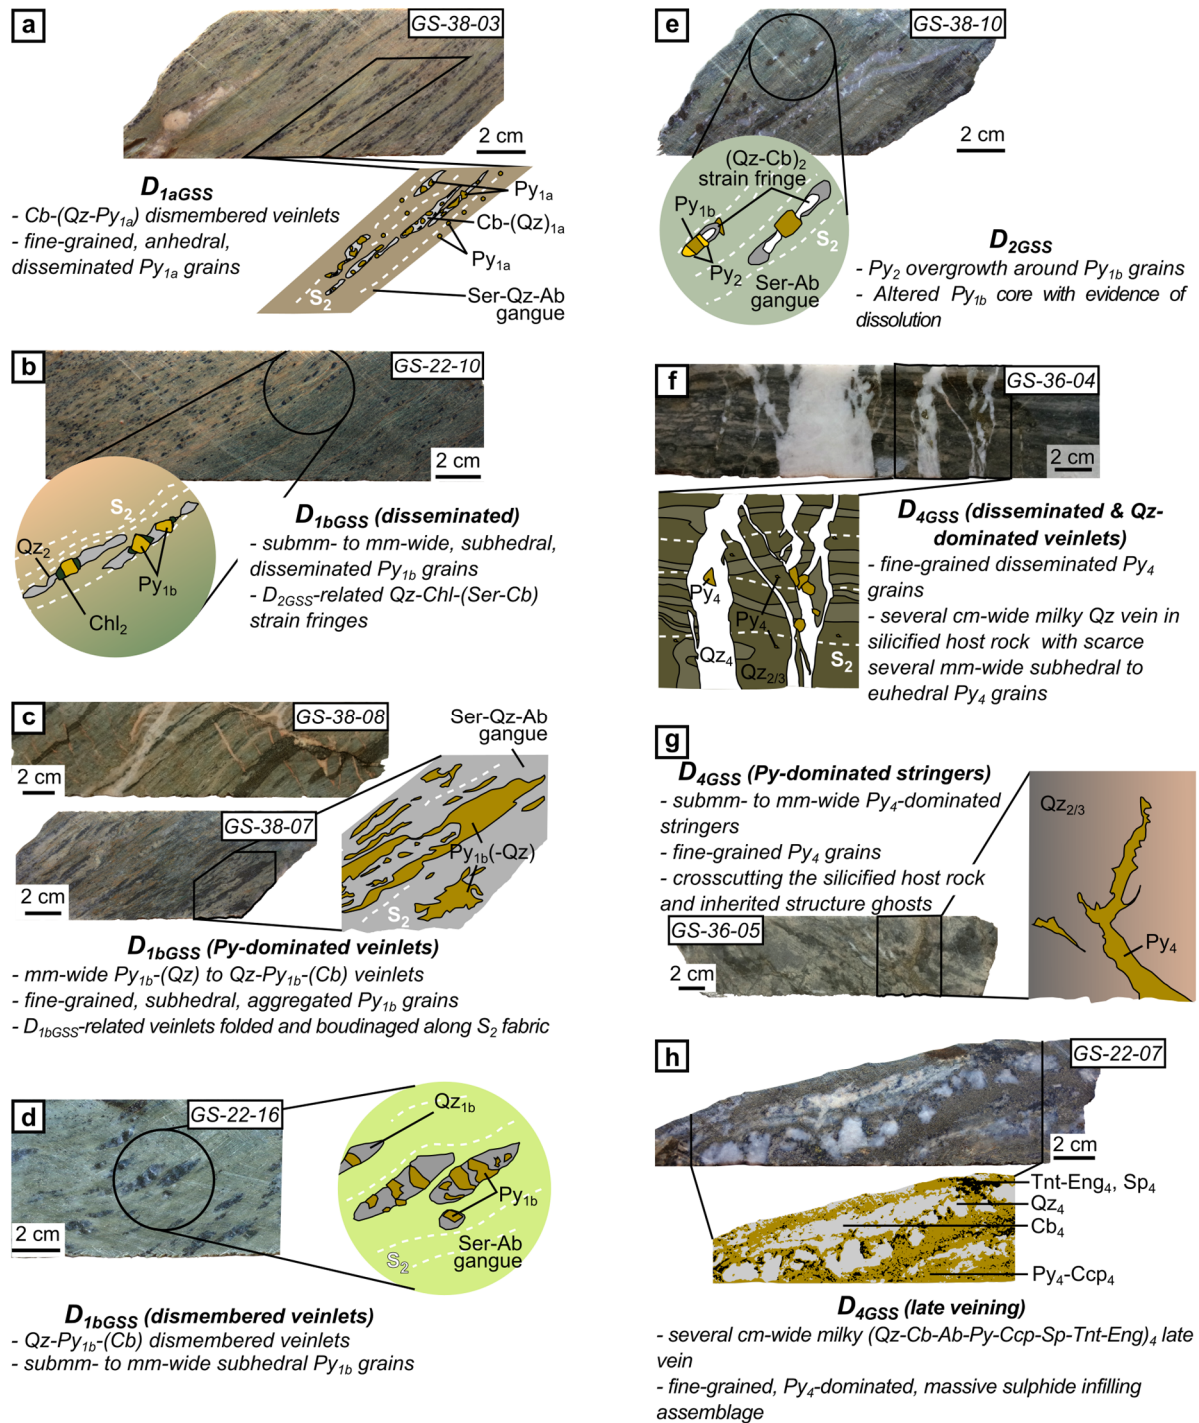 a
GS-38-03
2 cm
D1aGSS
- Cb-(Qz-Py1a) dismembered veinlets
- fine-grained, anhedral,
disseminated Py1a grains
Py1a
Cb-(Qz)1a
Py1a
S2
Ser-Qz-Ab
gangue
b
GS-22-10
2 cm
S2
Qz2
Py1b
Chl2
D1bGSS (disseminated)
- submm- to mm-wide, subhedral,
disseminated Py1b grains
- D2GSS-related Qz-Chl-(Ser-Cb)
strain fringes
c
GS-38-08
2 cm
GS-38-07
2 cm
Ser-Qz-Ab
gangue
Py1b(-Qz)
S2
D1bGSS (Py-dominated veinlets)
- mm-wide Py1b-(Qz) to Qz-Py1b-(Cb) veinlets
- fine-grained, subhedral, aggregated Py1b grains
- D1bGSS-related veinlets folded and boudinaged along S2 fabric
d
GS-22-16
2 cm
Qz1b
Py1b
Ser-Ab
gangue
S2
D1bGSS (dismembered veinlets)
- Qz-Py1b-(Cb) dismembered veinlets
- submm- to mm-wide subhedral Py1b grains
e
GS-38-10
2 cm
(Qz-Cb)2
strain fringe
Py1b
S2
Py2
Ser-Ab
gangue
D2GSS
- Py2 overgrowth around Py1b grains
- Altered Py1b core with evidence of
dissolution
f
GS-36-04
2 cm
Py4
Py4
Qz4
Qz2/3
S2
D4GSS (disseminated & Qz-
dominated veinlets)
- fine-grained disseminated Py4
grains
- several cm-wide milky Qz vein in
silicified host rock with scarce
several mm-wide subhedral to
euhedral Py4 grains
g
D4GSS (Py-dominated stringers)
- submm- to mm-wide Py4-dominated
stringers
- fine-grained Py4 grains
- crosscutting the silicified host rock
and inherited structure ghosts
GS-36-05
2 cm
Qz2/3
Py4
h
GS-22-07
2 cm
Tnt-Eng4, Sp4
Qz4
Cb4
Py4-Ccp4
D4GSS (late veining)
- several cm-wide milky (Qz-Cb-Ab-Py-Ccp-Sp-Tnt-Eng)4 late
vein
- fine-grained, Py4-dominated, massive sulphide infilling
assemblage